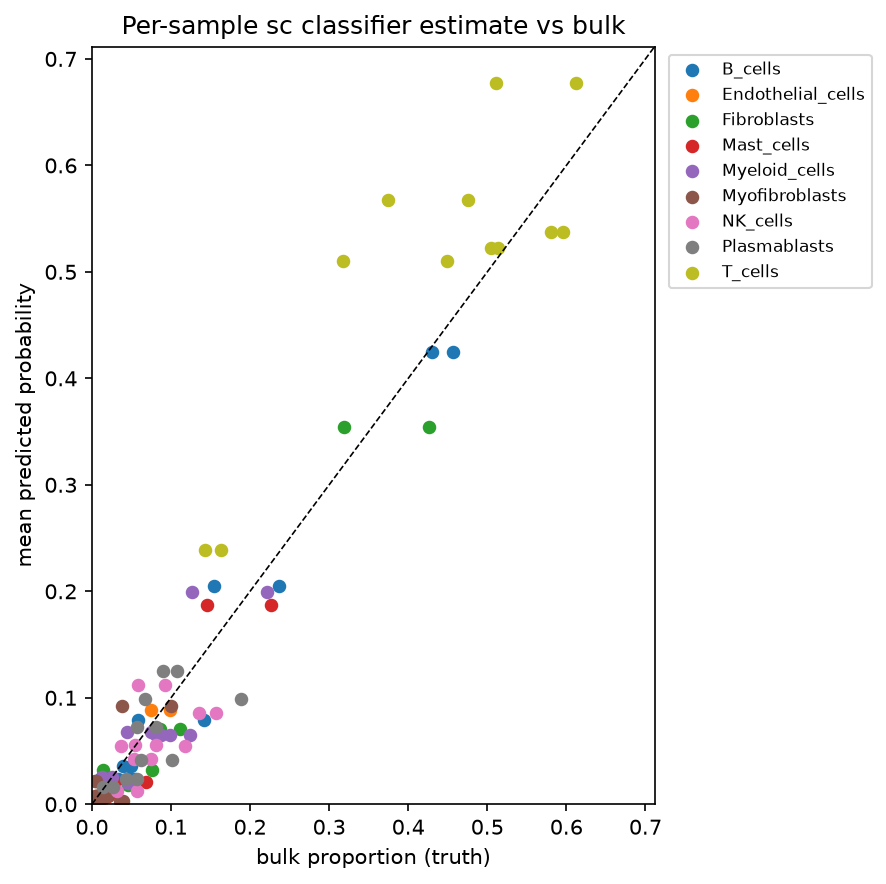 Per-sample sc classifier estimate vs bulk
0.7
0.6
0.5
0.4
0.3
0.2
0.1
0.0
mean predicted probability
0.0 0.1 0.2 0.3 0.4 0.5 0.6 0.7
bulk proportion (truth)
B_cells
Endothelial_cells
Fibroblasts
Mast_cells
Myeloid_cells
Myofibroblasts
NK_cells
Plasmablasts
T_cells